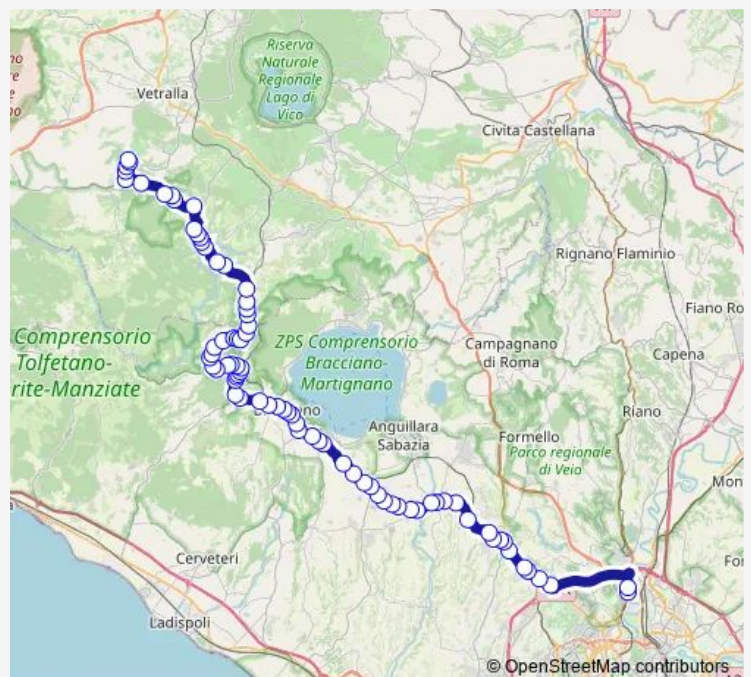 Riserva
Naturale
Regionale
Lago di
Vico
Vetralla
Civita Castellana
Rignano Flaminio
Fiano Ro
Comprensorio
Tolfetano-
rite-Manziate
ZPS Comprensorio
Bracciano-
Martignano
Campagnano
di Roma
Capena
Riano
Anguillara
Sabazia
Formello
Parco regionale
di Veio
Mon
Cerveteri
For
Ladispoli
© OpenStreetMap contributors